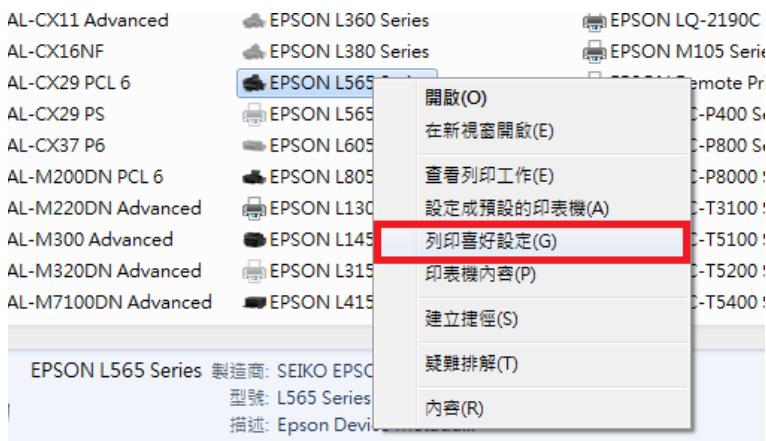 AL-CX11 Advanced
AL-CX16NF
AL-CX29 PCL 6
AL-CX29 PS
AL-CX37 P6
AL-M200DN PCL 6
AL-M220DN Advanced
AL-M300 Advanced
AL-M320DN Advanced
AL-M7100DN Advanced
EPSON L360 Series
EPSON L380 Series
EPSON L565
EPSON L565
EPSON L605
EPSON L805
EPSON L130
EPSON L145
EPSON L315
EPSON L415
EPSON LQ-2190C
EPSON M105 Serie
emote Pri
C-P400 Se
C-P800 Se
C-P8000 S
C-T3100 S
C-T5100 S
C-T5200 S
C-T5400 S
開啟(O)
在新視窗開啟(E)
查看列印工作(E)
設定成預設的印表機(A)
列印喜好設定(G)
印表機內容(P)
建立捷徑(S)
疑難排解(T)
內容(R)
EPSON L565 Series 製造商: SEIKO EPSO
型號: L565 Series
描述: Epson Devi